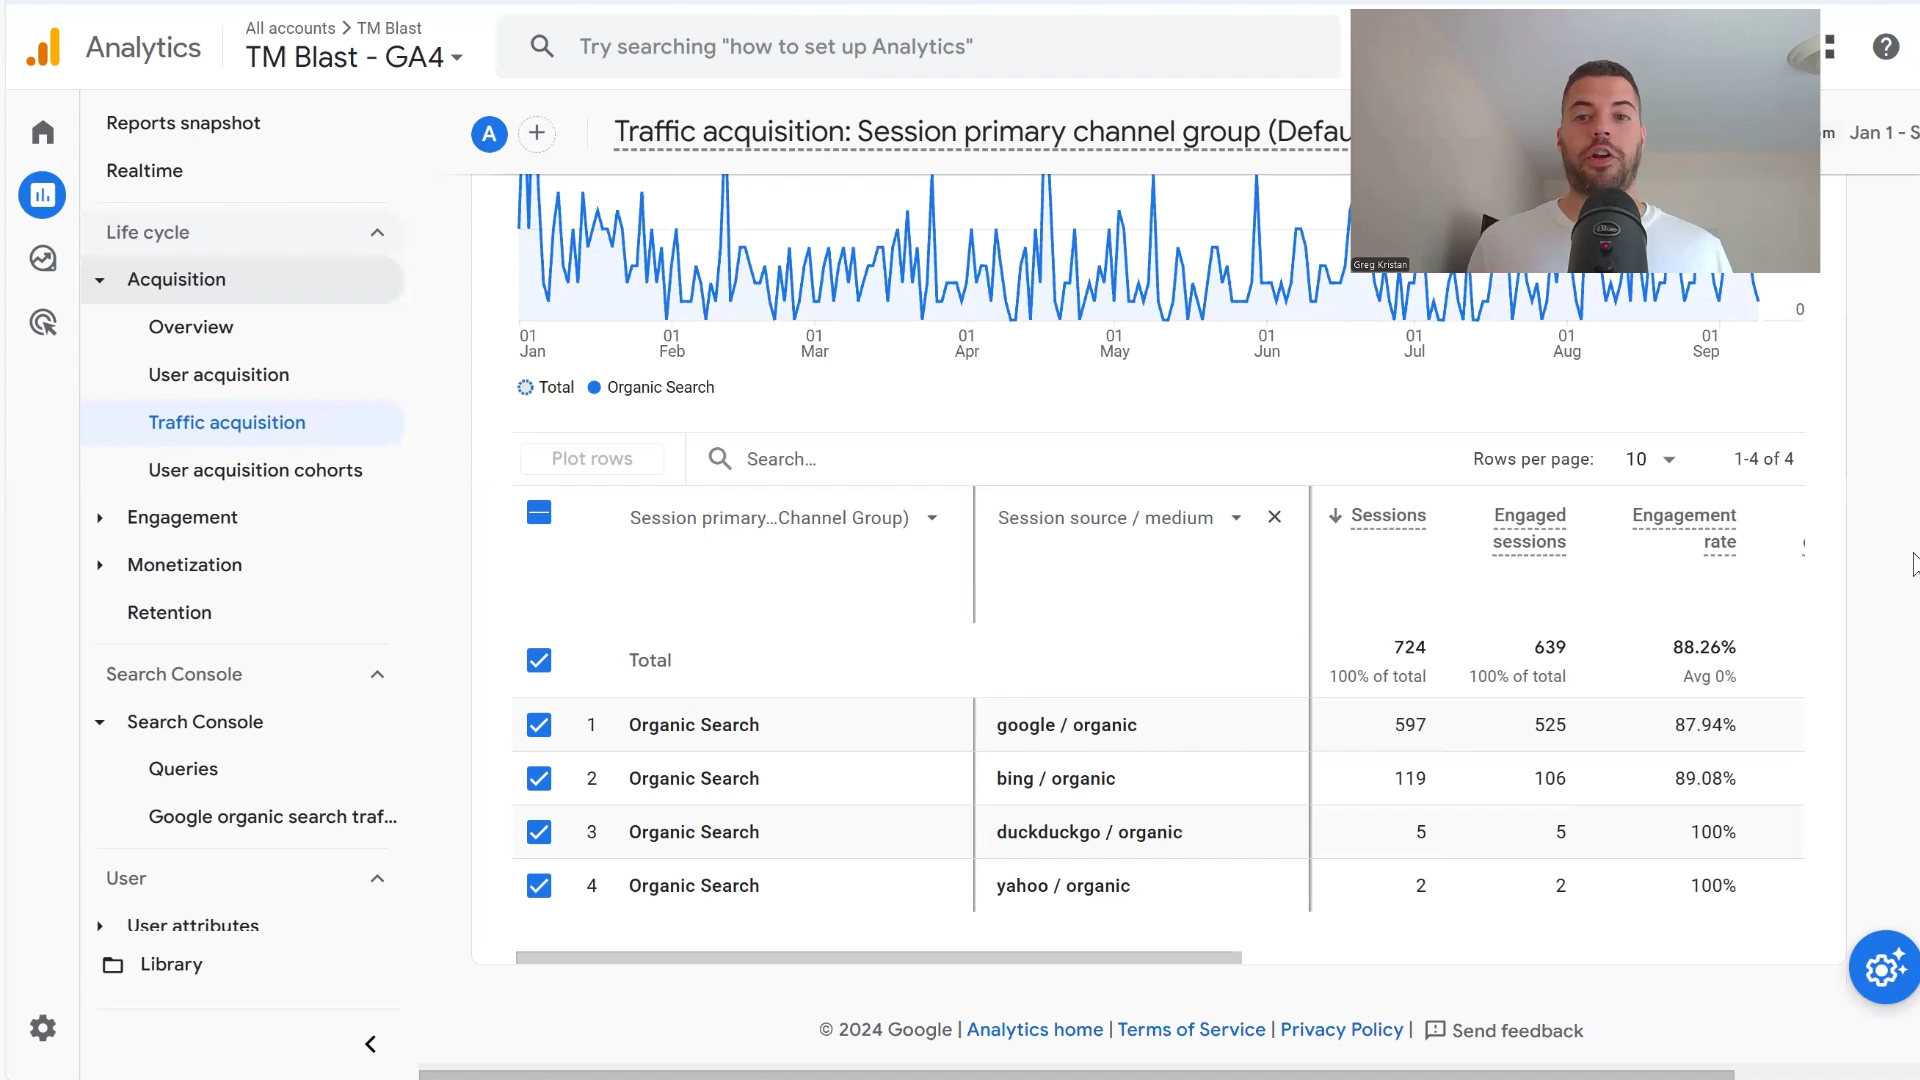 Analytics
All accounts > TM Blast
TM Blast - GA4
Try searching "how to set up Analytics"
Reports snapshot
Realtime
Life cycle
Acquisition
Overview
User acquisition
Traffic acquisition
User acquisition cohorts
Engagement
Monetization
Retention
Search Console
Search Console
Queries
Google organic search traf...
User
User attributes
Library
A
Traffic acquisition: Session primary channel group (Defau
Jan 1 - S
Greg Kristan
0
01 Jan
01 Feb
01 Mar
01 Apr
01 May
01 Jun
01 Jul
01 Aug
01 Sep
Total
Organic Search
Plot rows
Search...
Rows per page:
10
1-4 of 4
Session primary...Channel Group)
Session source / medium
Sessions
Engaged sessions
Engagement rate
Total
724
639
88.26%
100% of total
100% of total
Avg 0%
1 Organic Search google / organic 597 525 87.94%
2 Organic Search bing / organic 119 106 89.08%
3 Organic Search duckduckgo / organic 5 5 100%
4 Organic Search yahoo / organic 2 2 100%
© 2024 Google | Analytics home | Terms of Service | Privacy Policy | Send feedback